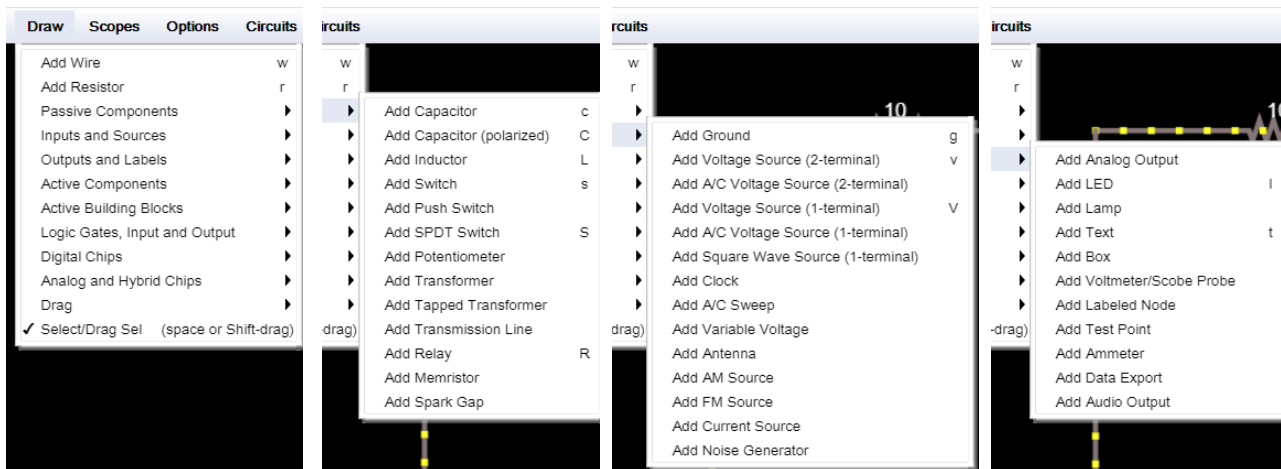 Draw Scopes Options Circuits
Add Wire w
Add Resistor r
Passive Components
Inputs and Sources
Outputs and Labels
Active Components
Active Building Blocks
Logic Gates, Input and Output
Digital Chips
Analog and Hybrid Chips
Drag
✓ Select/Drag Sel (space or Shift-drag)
ircuits
w
r
Add Capacitor c
Add Capacitor (polarized) C
Add Inductor L
Add Switch s
Add Push Switch
Add SPDT Switch S
Add Potentiometer
Add Transformer
Add Tapped Transformer
Add Transmission Line
-drag)
Add Relay R
Add Memristor
Add Spark Gap
rcuits
w
r
10
Add Ground g
Add Voltage Source (2-terminal) v
Add A/C Voltage Source (2-terminal)
Add Voltage Source (1-terminal) V
Add A/C Voltage Source (1-terminal)
Add Square Wave Source (1-terminal)
Add Clock
Add A/C Sweep
Add Variable Voltage
drag)
Add Antenna
Add AM Source
Add FM Source
Add Current Source
Add Noise Generator
ircuits
w
r
10
Add Analog Output
Add LED l
Add Lamp
Add Text t
Add Box
Add Voltmeter/Scobe Probe
Add Labeled Node
Add Test Point
-drag)
Add Ammeter
Add Data Export
Add Audio Output